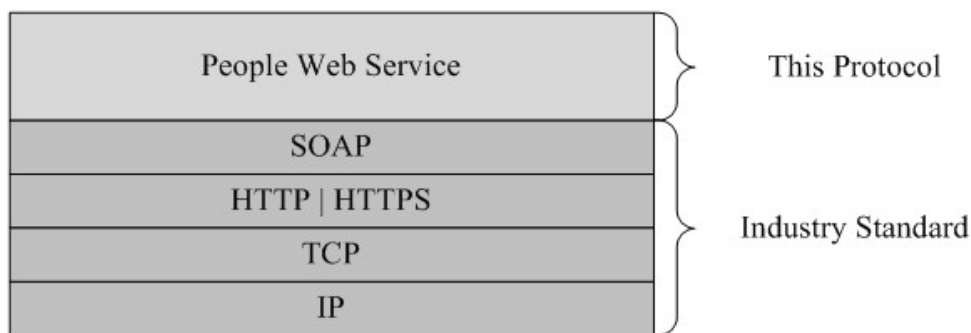 People Web Service
This Protocol
SOAP
HTTP | HTTPS
TCP
IP
Industry Standard